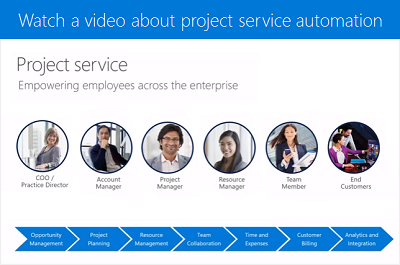 Watch a video about project service automation
Project service
Empowering employees across the enterprise
COO /
Practice Director
Account
Manager
Project
Manager
Resource
Manager
Team
Member
End
Customers
Opportunity
Management
Project
Planning
Resource
Management
Team
Collaboration
Time and
Expenses
Customer
Billing
Analytics and
Integration